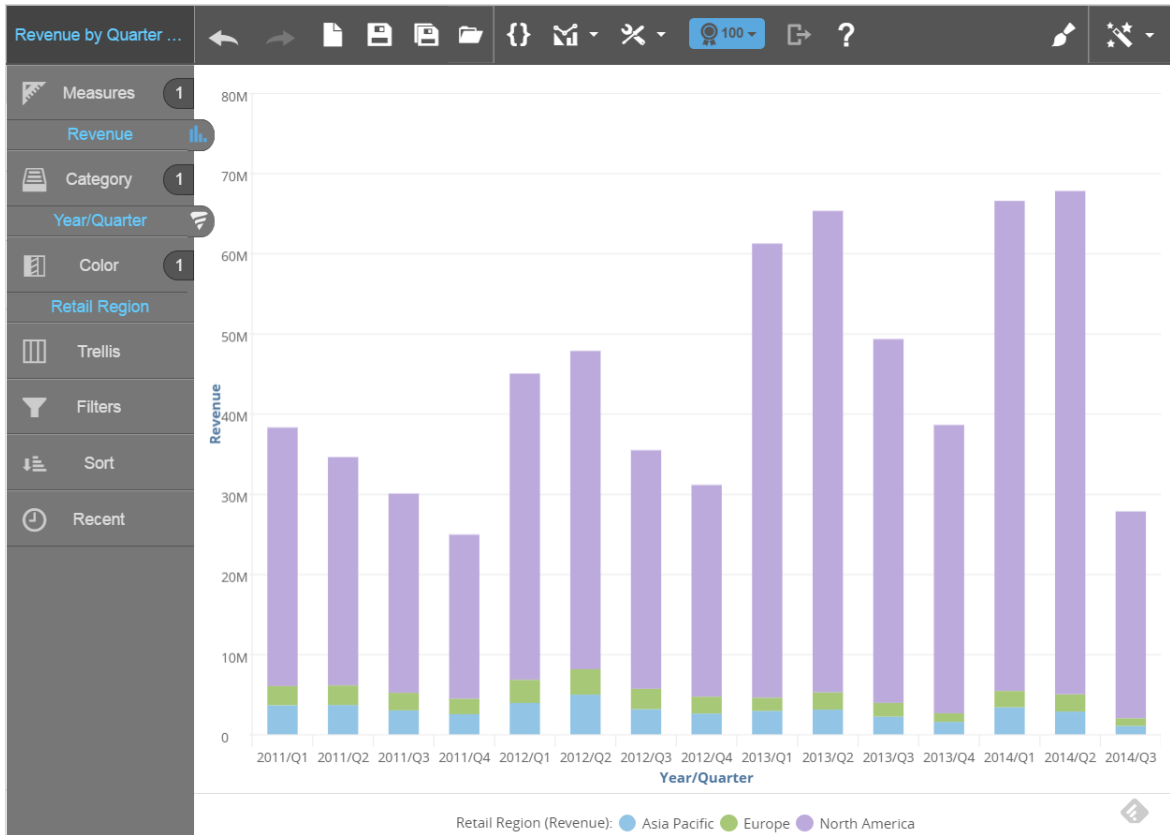 Revenue by Quarter ...
{}
100
?
Measures 1
Revenue
Category 1
Year/Quarter
Color 1
Retail Region
Trellis
Filters
Sort
Recent
80M
70M
60M
50M
40M
30M
20M
10M
0
Revenue
2011/Q1 2011/Q2 2011/Q3 2011/Q4 2012/Q1 2012/Q2 2012/Q3 2012/Q4 2013/Q1 2013/Q2 2013/Q3 2013/Q4 2014/Q1 2014/Q2 2014/Q3
Year/Quarter
Retail Region (Revenue): Asia Pacific Europe North America